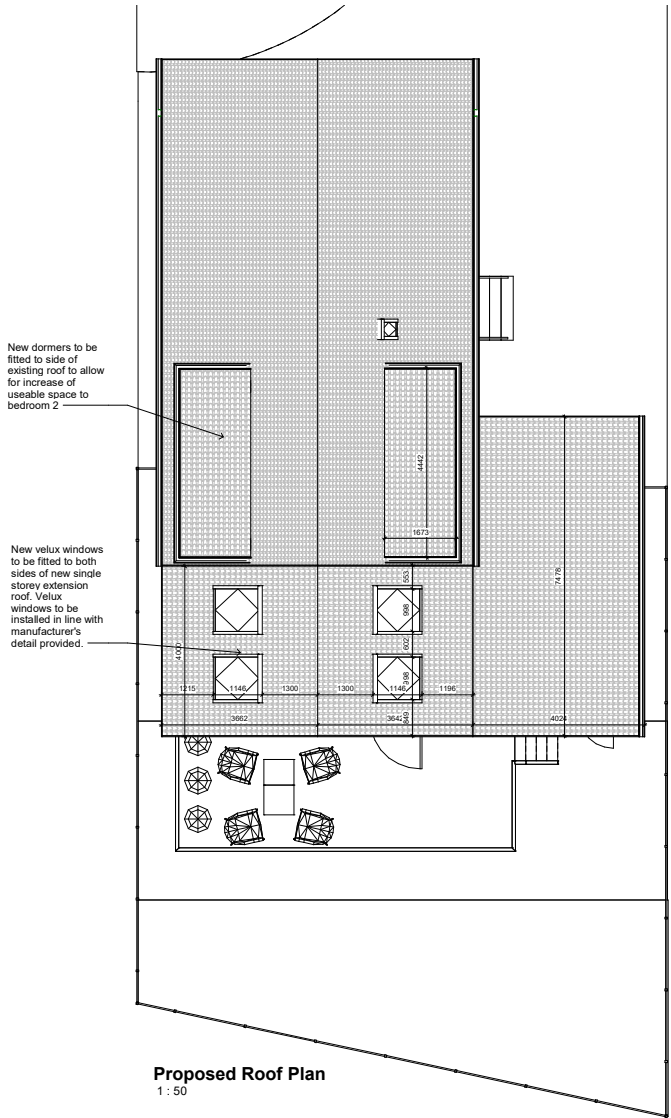 New dormers to be
fitted to side of
existing roof to allow
for increase of
useable space to
bedroom 2
4442
1673
New velux windows
to be fitted to both
sides of new single
storey extension
roof. Velux
windows to be
installed in line with
manufacturer's
detail provided.
553
998
602
998
849
7478
4000
1215
1146
1300
1300
1146
1196
3662
3642
4024
Proposed Roof Plan
1 : 50